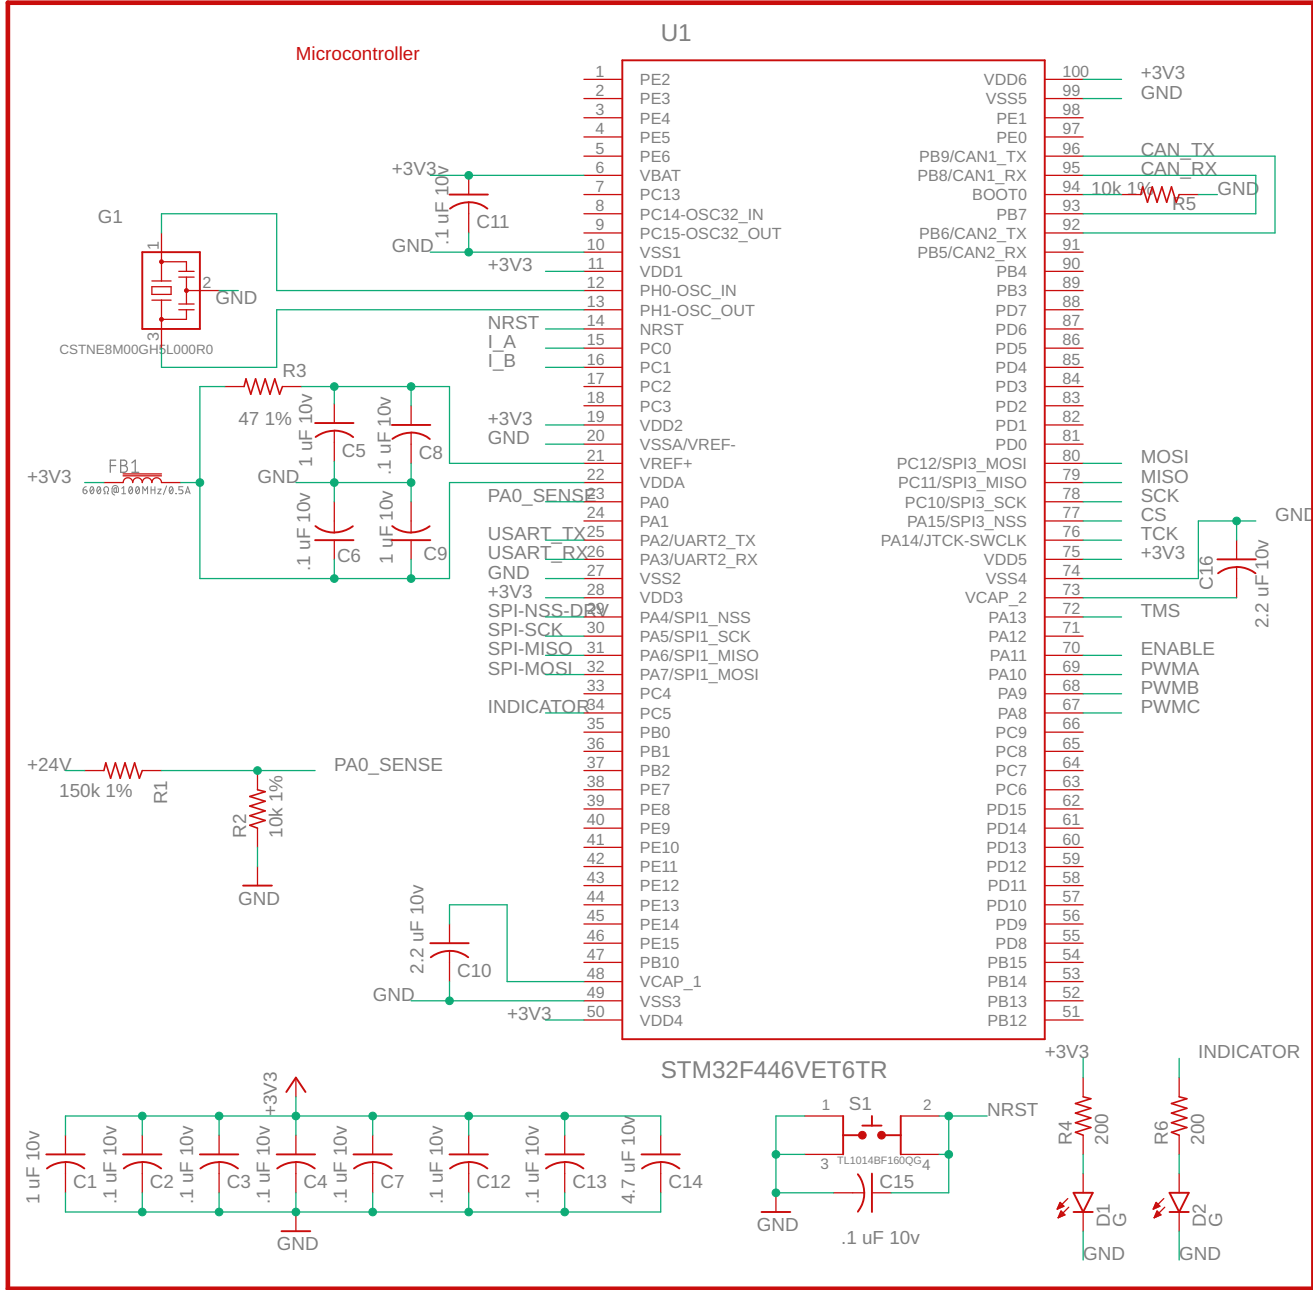 Microcontroller
U1
1 PE2
2 PE3
3 PE4
4 PE5
5 PE6
+3V3 6 VBAT
7 PC13
8 PC14-OSC32_IN
9 PC15-OSC32_OUT
GND 10 VSS1
+3V3 11 VDD1
12 PH0-OSC_IN
13 PH1-OSC_OUT
NRST 14 NRST
I_A 15 PC0
I_B 16 PC1
17 PC2
18 PC3
+3V3 19 VDD2
GND 20 VSSA/VREF-
21 VREF+
22 VDDA
PA0_SENSE 23 PA0
24 PA1
USART_TX 25 PA2/UART2_TX
USART_RX 26 PA3/UART2_RX
GND 27 VSS2
+3V3 28 VDD3
SPI-NSS-DRV 29 PA4/SPI1_NSS
SPI-SCK 30 PA5/SPI1_SCK
SPI-MISO 31 PA6/SPI1_MISO
SPI-MOSI 32 PA7/SPI1_MOSI
33 PC4
INDICATOR 34 PC5
35 PB0
36 PB1
37 PB2
38 PE7
39 PE8
40 PE9
41 PE10
42 PE11
43 PE12
44 PE13
45 PE14
46 PE15
47 PB10
48 VCAP_1
GND 49 VSS3
+3V3 50 VDD4
VDD6 100 +3V3
VSS5 99 GND
PE1 98
PE0 97
PB9/CAN1_TX 96 CAN_TX
PB8/CAN1_RX 95 CAN_RX
BOOT0 94 10k 1% R5 GND
PB7 93
PB6/CAN2_TX 92
PB5/CAN2_RX 91
PB4 90
PB3 89
PD7 88
PD6 87
PD5 86
PD4 85
PD3 84
PD2 83
PD1 82
PD0 81
PC12/SPI3_MOSI 80 MOSI
PC11/SPI3_MISO 79 MISO
PC10/SPI3_SCK 78 SCK
PA15/SPI3_NSS 77 CS
PA14/JTCK-SWCLK 76 TCK
VDD5 75 +3V3
VSS4 74
VCAP_2 73
PA13 72 TMS
PA12 71
PA11 70 ENABLE
PA10 69 PWMA
PA9 68 PWMB
PA8 67 PWMC
PC9 66
PC8 65
PC7 64
PC6 63
PD15 62
PD14 61
PD13 60
PD12 59
PD11 58
PD10 57
PD9 56
PD8 55
PB15 54
PB14 53
PB13 52
PB12 51
STM32F446VET6TR
GND
C16
2.2 uF 10v
.1 uF 10v
C11
G1
1
2
GND
3
CSTNE8M00GH5L000R0
R3
47 1%
1 uF 10v
C5
.1 uF 10v
C8
+3V3
FB1
600Ω@100MHz/0.5A
GND
.1 uF 10v
C6
1 uF 10v
C9
+24V
150k 1%
R1
PA0_SENSE
R2
10k 1%
GND
2.2 uF 10v
C10
+3V3
1 uF 10v
C1
.1 uF 10v
C2
.1 uF 10v
C3
.1 uF 10v
C4
.1 uF 10v
C7
.1 uF 10v
C12
.1 uF 10v
C13
4.7 uF 10v
C14
GND
1 S1 2
NRST
3 TL1014BF160QG 4
C15
GND
.1 uF 10v
+3V3
R4
200
D1
G
GND
INDICATOR
R6
200
D2
G
GND